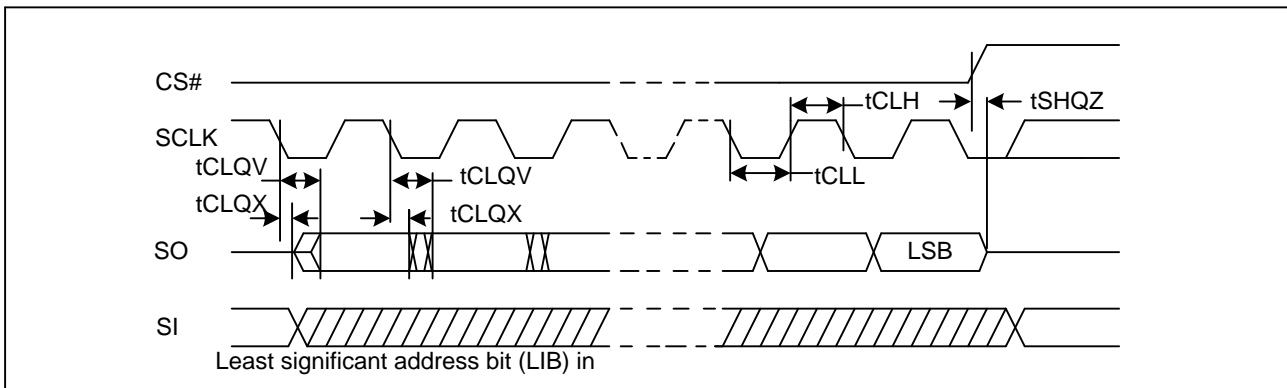 CS#
tCLH
tSHQZ
SCLK
tCLQV
tCLQV
tCLL
tCLQX
tCLQX
SO
LSB
SI
Least significant address bit (LIB) in